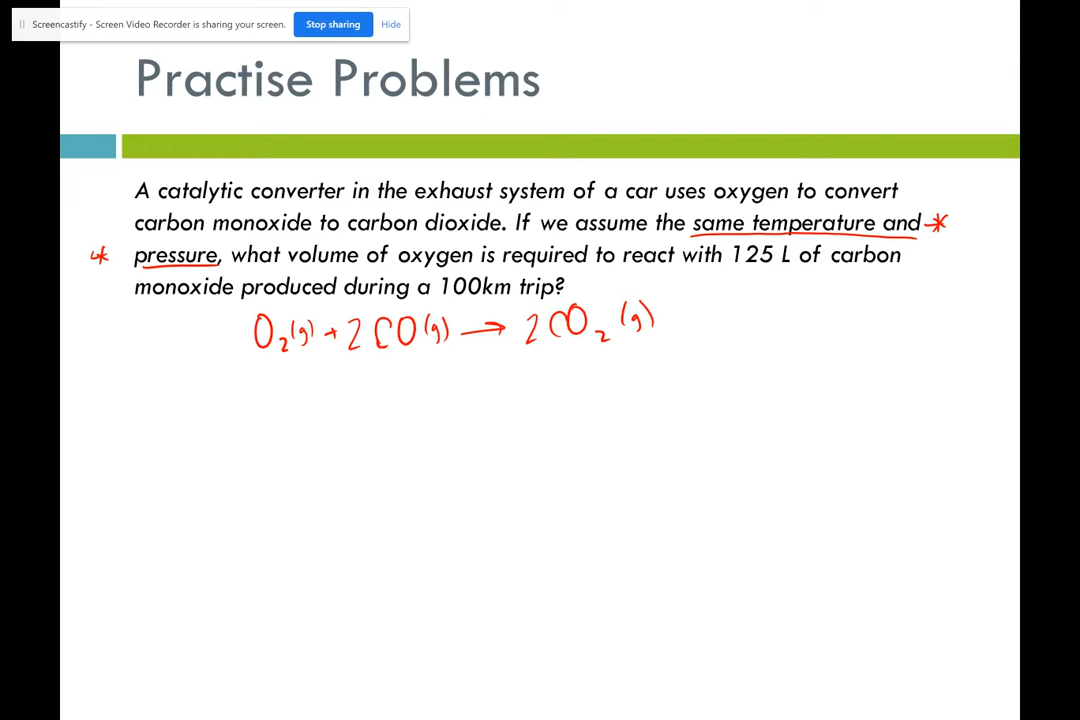 Screencastify - Screen Video Recorder is sharing your screen. Stop sharing Hide
Practise Problems
A catalytic converter in the exhaust system of a car uses oxygen to convert
carbon monoxide to carbon dioxide. If we assume the same temperature and *
* pressure, what volume of oxygen is required to react with 125 L of carbon
monoxide produced during a 100km trip?
O₂(g) + 2CO(g) → 2CO₂(g)